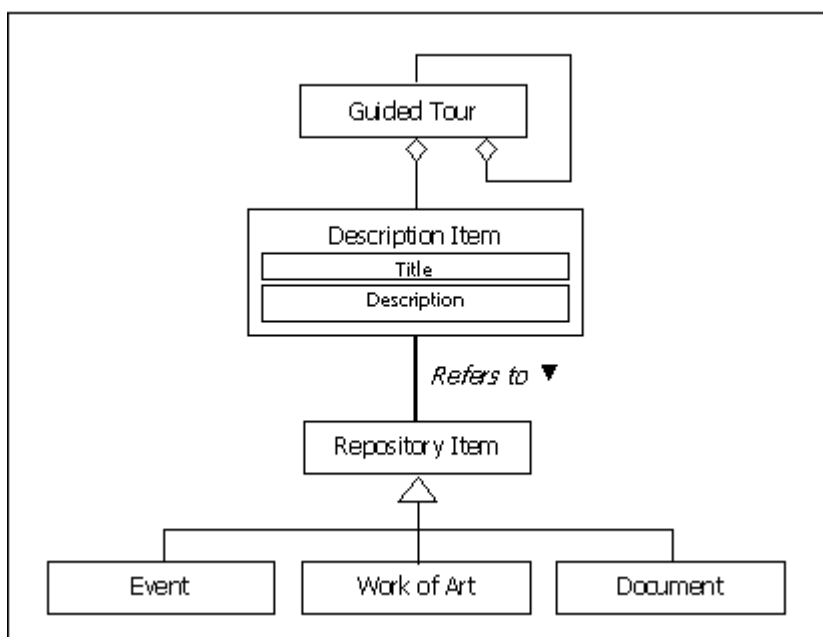 Guided Tour
Description Item
Title
Description
Refers to ▼
Repository Item
Event
Work of Art
Document